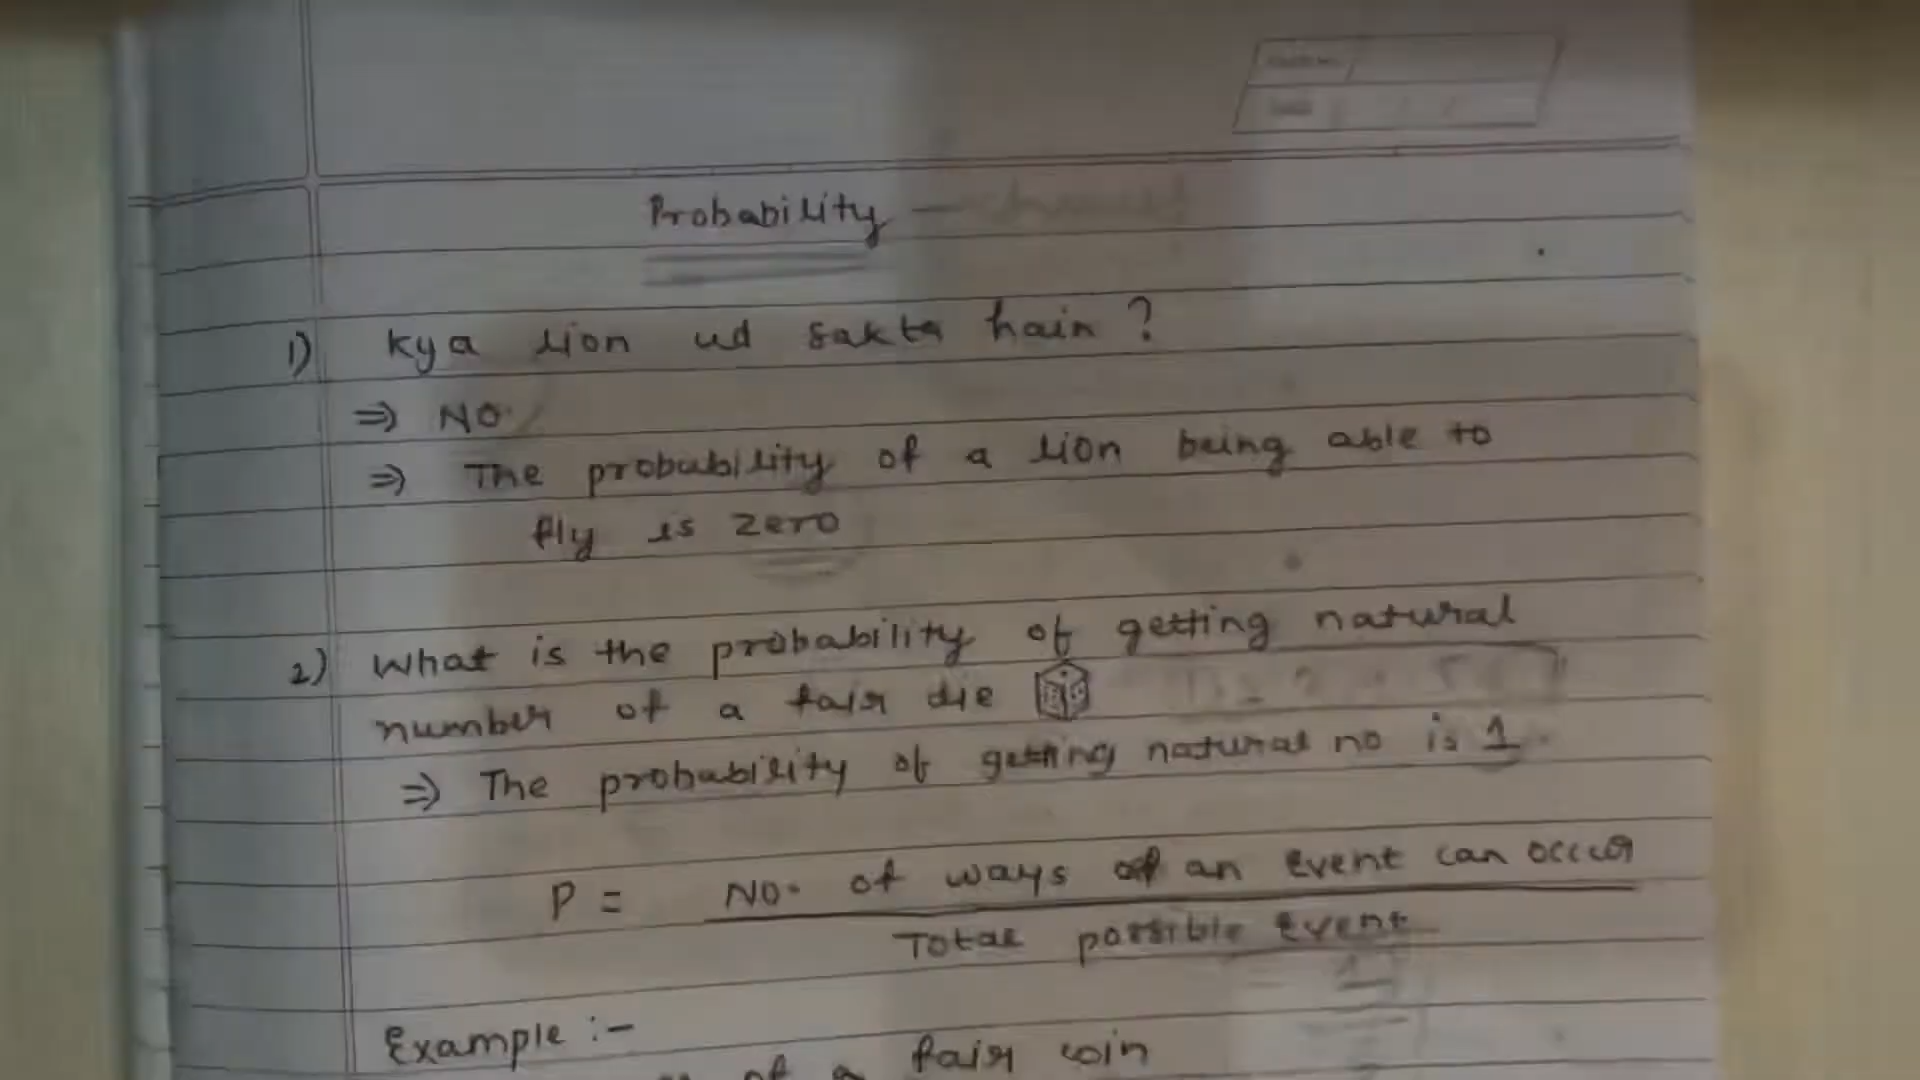 Probability
1) Kya lion ud sakta hain ?
⇒ NO.
⇒ The probability of a lion being able to
fly is zero
2) What is the probability of getting natural
number of a fair die
⇒ The probability of getting natural no is 1
P = No. of ways of an Event can occur
Total possible Event
Example :-
of a fair coin